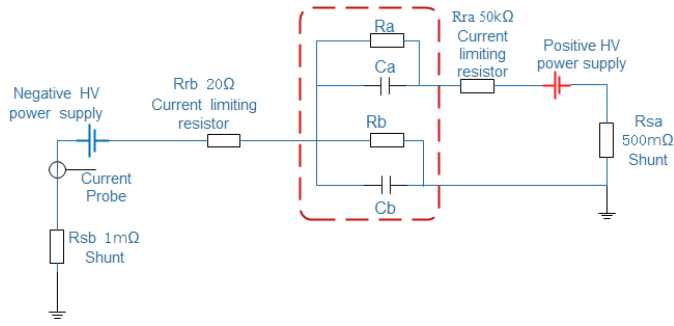 Negative HV
power supply
Current
Probe
Rsb 1mΩ
Shunt
Rrb 20Ω
Current limiting
resistor
Ra
Ca
Rb
Cb
Rra 50kΩ
Current
limiting
resistor
Positive HV
power supply
Rsa
500mΩ
Shunt